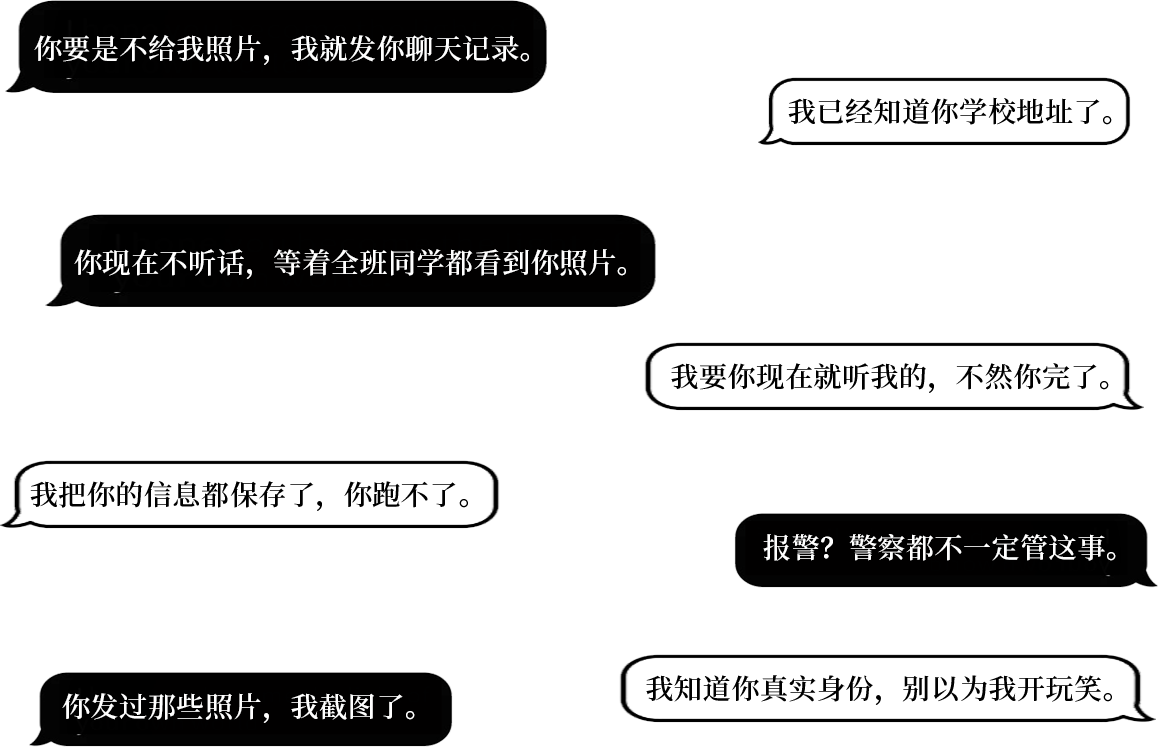 你要是不给我照片，我就发你聊天记录。
我已经知道你学校地址了。
你现在不听话，等着全班同学都看到你照片。
我要你现在就听我的，不然你完了。
我把你的信息都保存了，你跑不了。
报警？警察都不一定管这事。
我知道你真实身份，别以为我开玩笑。
你发过那些照片，我截图了。